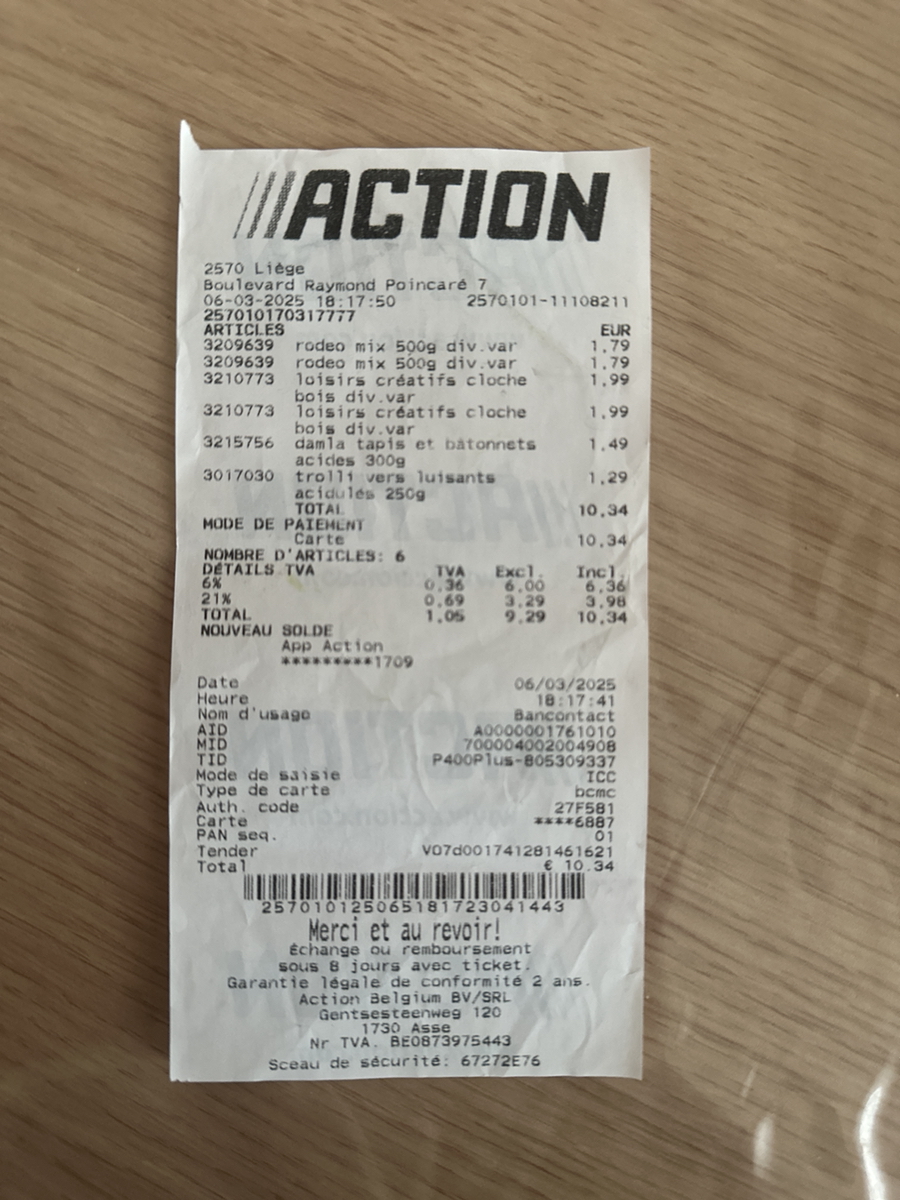 ///ACTION
2570 Liège
Boulevard Raymond Poincaré 7
06-03-2025 18:17:50 2570101-11108211
257010170317777
ARTICLES EUR
3209639 rodeo mix 500g div.var 1,79
3209639 rodeo mix 500g div.var 1,79
3210773 loisirs créatifs cloche 1,99
bois div.var
3210773 loisirs créatifs cloche 1,99
bois div.var
3215756 damla tapis et bâtonnets 1,49
acides 300g
3017030 trolli vers luisants 1,29
acidulés 250g
TOTAL 10,34
MODE DE PAIEMENT
Carte 10,34
NOMBRE D'ARTICLES: 6
DÉTAILS TVA TVA Excl. Incl.
6% 0,36 6,00 6,36
21% 0,69 3,29 3,98
TOTAL 1,05 9,29 10,34
NOUVEAU SOLDE
App Action
*********1709
Date 06/03/2025
Heure 18:17:41
Nom d'usage Bancontact
AID A0000001761010
MID 700004002004908
TID P400Plus-805309337
Mode de saisie ICC
Type de carte bcmc
Auth. code 27F581
Carte ****6887
PAN seq. 01
Tender V07d001741281461621
Total € 10.34
257010125065181723041443
Merci et au revoir!
Échange ou remboursement
sous 8 jours avec ticket.
Garantie légale de conformité 2 ans.
Action Belgium BV/SRL
Gentsesteenweg 120
1730 Asse
Nr TVA. BE0873975443
Sceau de sécurité: 67272E76